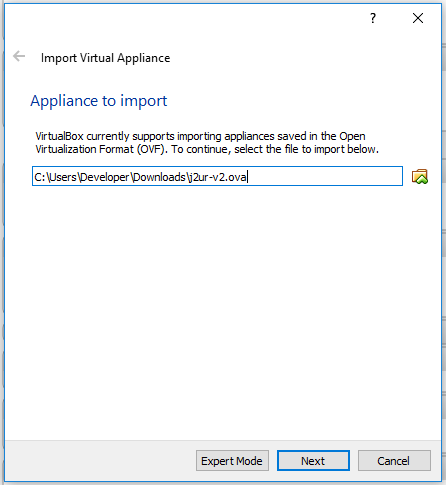 ?
Import Virtual Appliance
Appliance to import
VirtualBox currently supports importing appliances saved in the Open
Virtualization Format (OVF). To continue, select the file to import below.
C:\Users\Developer\Downloads\j2ur-v2.ova
Expert Mode Next Cancel